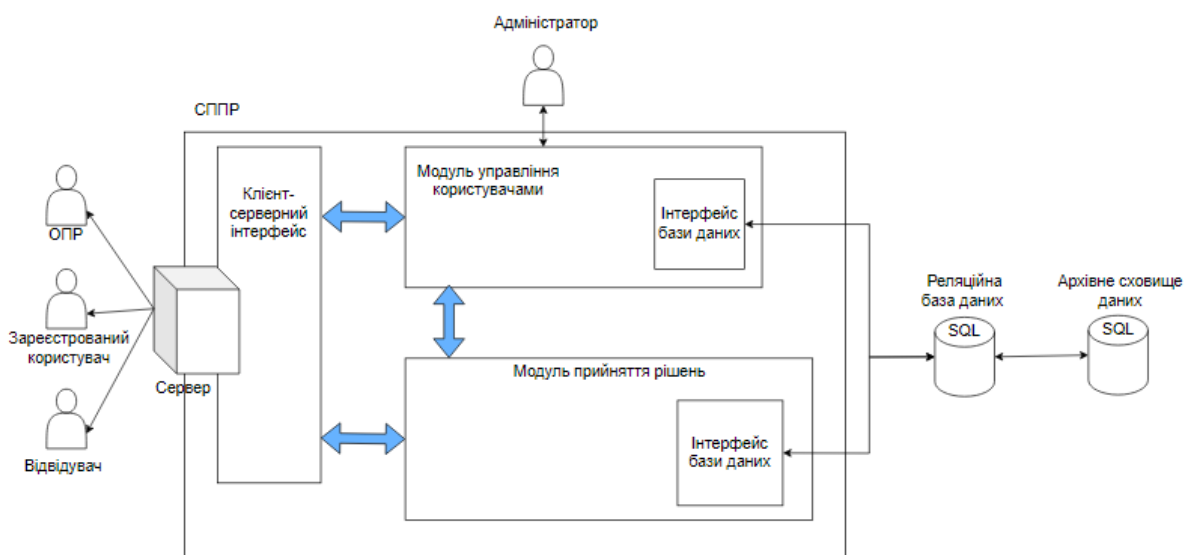 Адміністратор
СППР
ОПР
Зареєстрований
користувач
Відвідувач
Сервер
Клієнт-
серверний
інтерфейс
Модуль управління
користувачами
Інтерфейс
бази даних
Модуль прийняття рішень
Інтерфейс
бази даних
Реляційна
база даних
SQL
Архівне сховище
даних
SQL